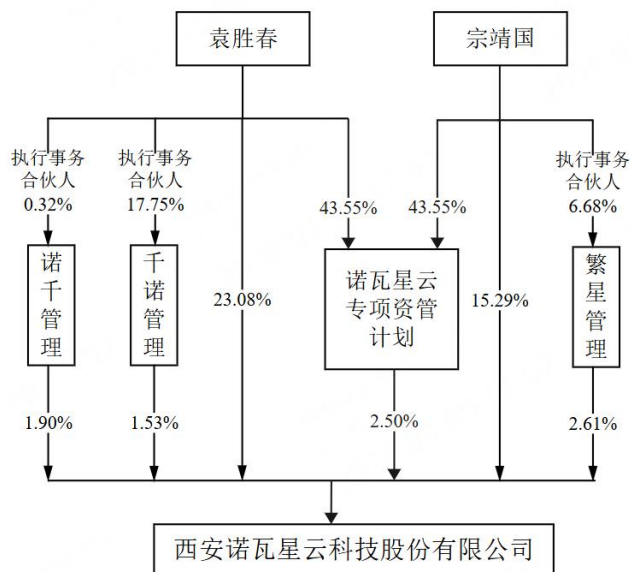 袁胜春
宗靖国
执行事务
合伙人
0.32%
执行事务
合伙人
17.75%
43.55%
43.55%
执行事务
合伙人
6.68%
诺千管理
千诺管理
23.08%
诺瓦星云
专项资管
计划
15.29%
繁星管理
1.90%
1.53%
2.50%
2.61%
西安诺瓦星云科技股份有限公司